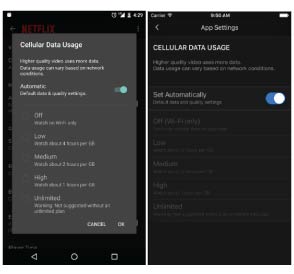 4:29
NETFLIX
Cellular Data Usage
Higher quality video uses more data.
Data usage can vary based on network
conditions.
Automatic
Default data & quality settings.
Off
Watch on Wi-Fi only
Low
Watch about 4 hours per GB
Medium
Watch about 2 hours per GB
High
Watch about 1 hours per GB
Unlimited
Warning: Not suggested without an
unlimited plan
CANCEL OK
Carrier 9:50 AM
App Settings
CELLULAR DATA USAGE
Higher quality video uses more data.
Data usage can vary based on network conditions.
Set Automatically
Default data and quality settings
Off (Wi-Fi only)
Low
Medium
High
Unlimited